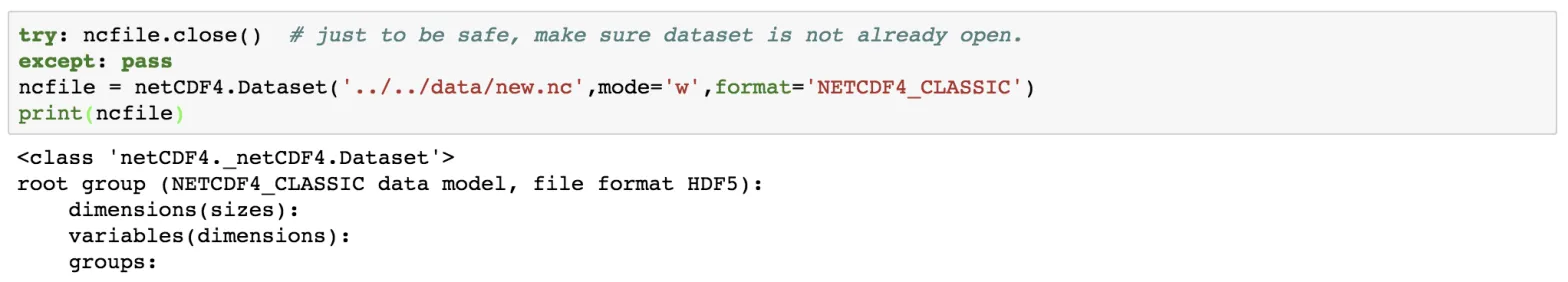 try: ncfile.close()  # just to be safe, make sure dataset is not already open.
except: pass
ncfile = netCDF4.Dataset('../../data/new.nc',mode='w',format='NETCDF4_CLASSIC')
print(ncfile)
<class 'netCDF4._netCDF4.Dataset'>
root group (NETCDF4_CLASSIC data model, file format HDF5):
    dimensions(sizes):
    variables(dimensions):
    groups: